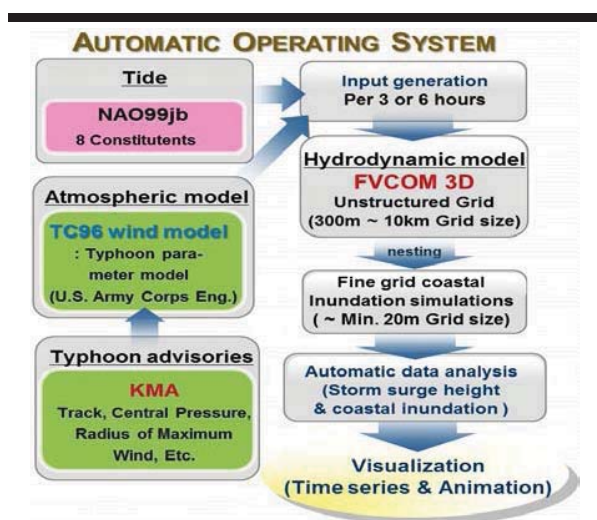 AUTOMATIC OPERATING SYSTEM
Tide
NAO99jb
8 Constitutents
Atmospheric model
TC96 wind model
: Typhoon para-
meter model
(U.S. Army Corps Eng.)
Typhoon advisories
KMA
Track, Central Pressure,
Radius of Maximum
Wind, Etc.
Input generation
Per 3 or 6 hours
Hydrodynamic model
FVCOM 3D
Unstructured Grid
(300m ~ 10km Grid size)
nesting
Fine grid coastal
Inundation simulations
( ~ Min. 20m Grid size)
Automatic data analysis
(Storm surge height
& coastal inundation )
Visualization
(Time series & Animation)